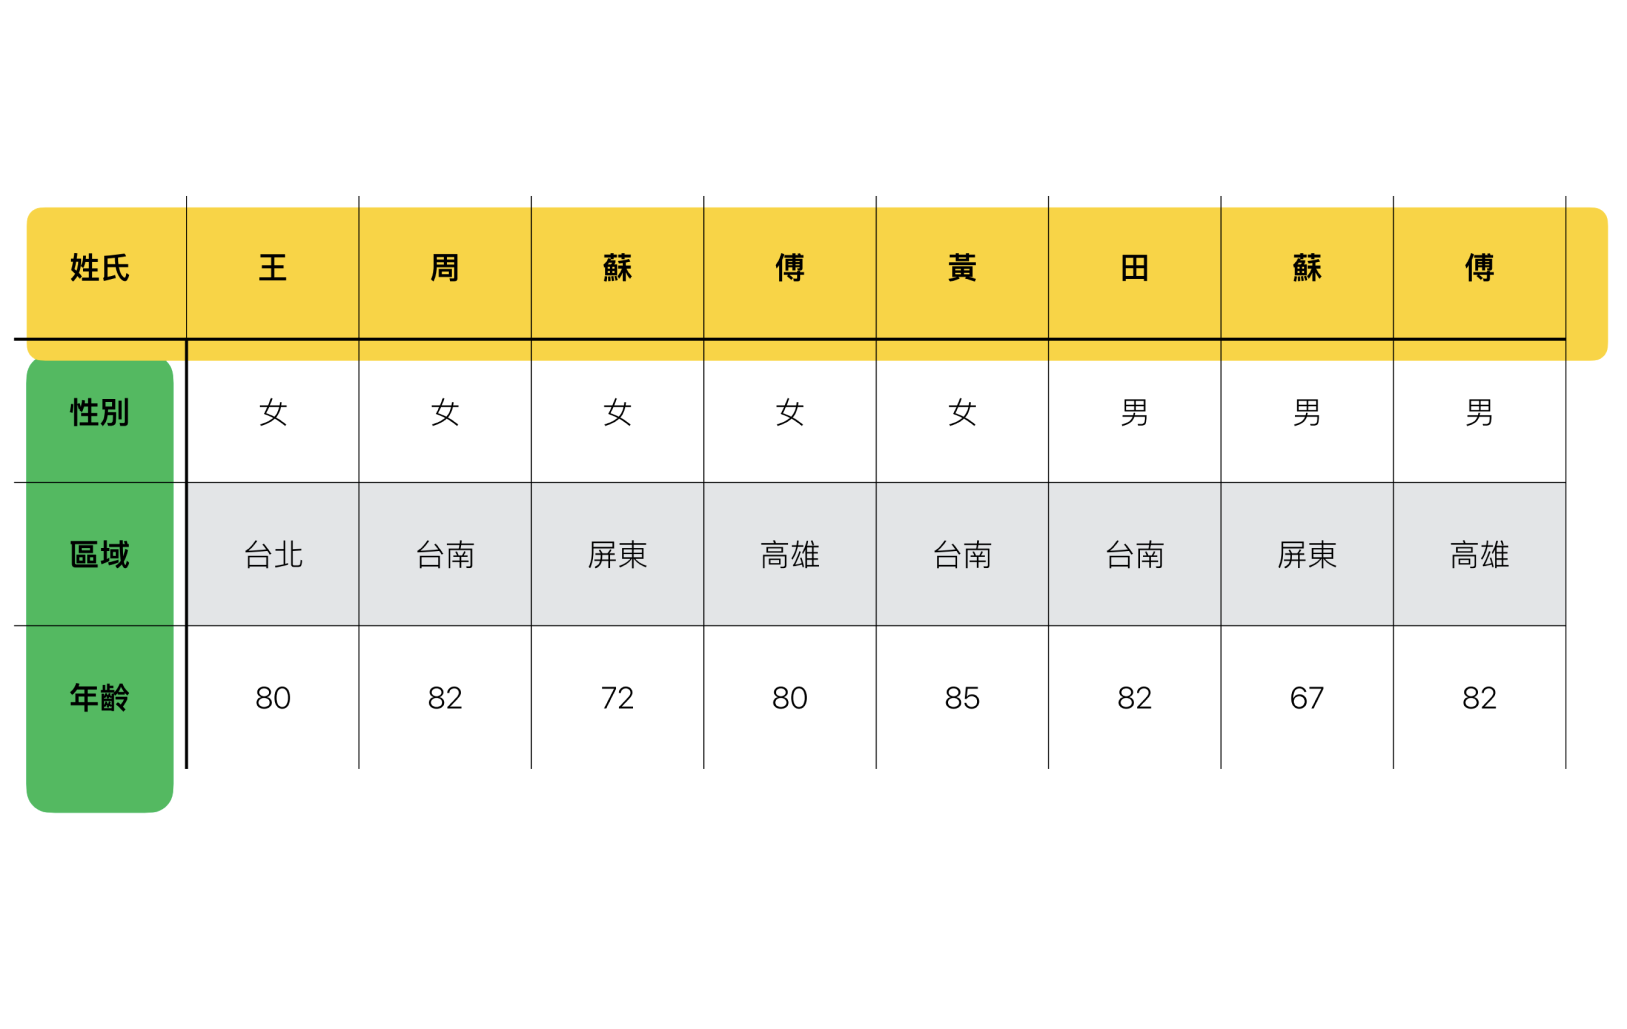 姓氏 王 周 蘇 傅 黃 田 蘇 傅
性別 女 女 女 女 女 男 男 男
區域 台北 台南 屏東 高雄 台南 台南 屏東 高雄
年齡 80 82 72 80 85 82 67 82